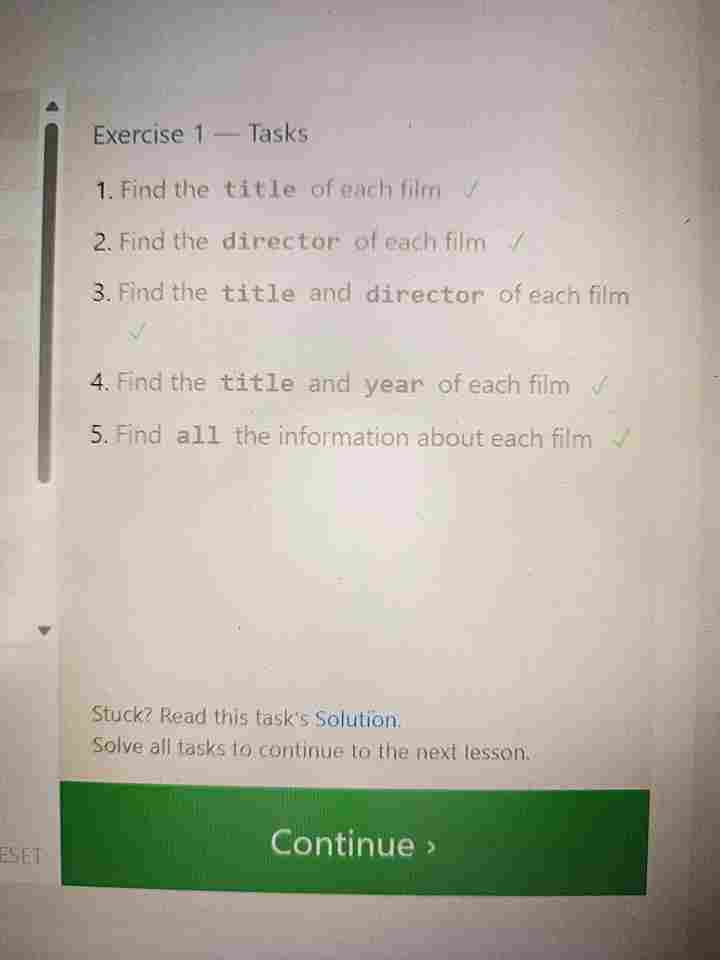 Exercise 1 — Tasks
1. Find the title of each film ✓
2. Find the director of each film ✓
3. Find the title and director of each film
✓
4. Find the title and year of each film ✓
5. Find all the information about each film ✓
Stuck? Read this task's Solution.
Solve all tasks to continue to the next lesson.
ESET
Continue ›